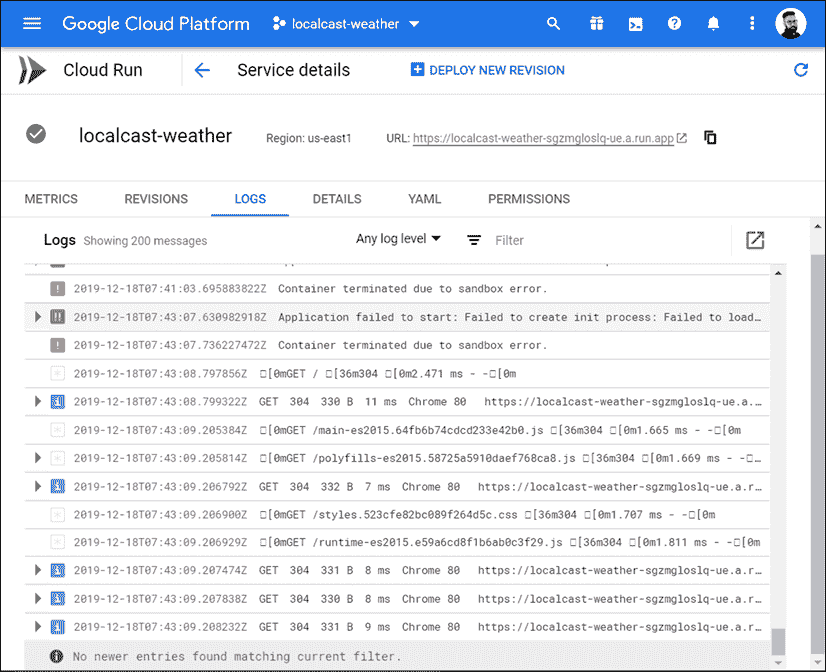 Google Cloud Platform localcast-weather
Cloud Run Service details DEPLOY NEW REVISION
localcast-weather Region: us-east1 URL: https://localcast-weather-sgzmgloslq-ue.a.run.app
METRICS REVISIONS LOGS DETAILS YAML PERMISSIONS
Logs Showing 200 messages Any log level Filter
2019-12-18T07:41:03.695883822Z Container terminated due to sandbox error.
2019-12-18T07:43:07.630982918Z Application failed to start: Failed to create init process: Failed to load…
2019-12-18T07:43:07.736227472Z Container terminated due to sandbox error.
2019-12-18T07:43:08.797856Z □[0mGET / □[36m304 □[0m2.471 ms - -□[0m
2019-12-18T07:43:08.799322Z GET 304 330 B 11 ms Chrome 80 https://localcast-weather-sgzmgloslq-ue.a.…
2019-12-18T07:43:09.205384Z □[0mGET /main-es2015.64fb6b74cdcd233e42b0.js □[36m304 □[0m1.665 ms - -□[0m
2019-12-18T07:43:09.205814Z □[0mGET /polyfills-es2015.58725a5910daef768ca8.js □[36m304 □[0m1.669 ms - -□…
2019-12-18T07:43:09.206792Z GET 304 332 B 7 ms Chrome 80 https://localcast-weather-sgzmgloslq-ue.a.r…
2019-12-18T07:43:09.206900Z □[0mGET /styles.523cfe82bc089f264d5c.css □[36m304 □[0m1.707 ms - -□[0m
2019-12-18T07:43:09.206929Z □[0mGET /runtime-es2015.e59a6cd8f1b6ab0c3f29.js □[36m304 □[0m1.811 ms - -□[0m
2019-12-18T07:43:09.207474Z GET 304 331 B 8 ms Chrome 80 https://localcast-weather-sgzmgloslq-ue.a.r…
2019-12-18T07:43:09.207838Z GET 304 330 B 8 ms Chrome 80 https://localcast-weather-sgzmgloslq-ue.a.r…
2019-12-18T07:43:09.208232Z GET 304 331 B 9 ms Chrome 80 https://localcast-weather-sgzmgloslq-ue.a.r…
No newer entries found matching current filter.